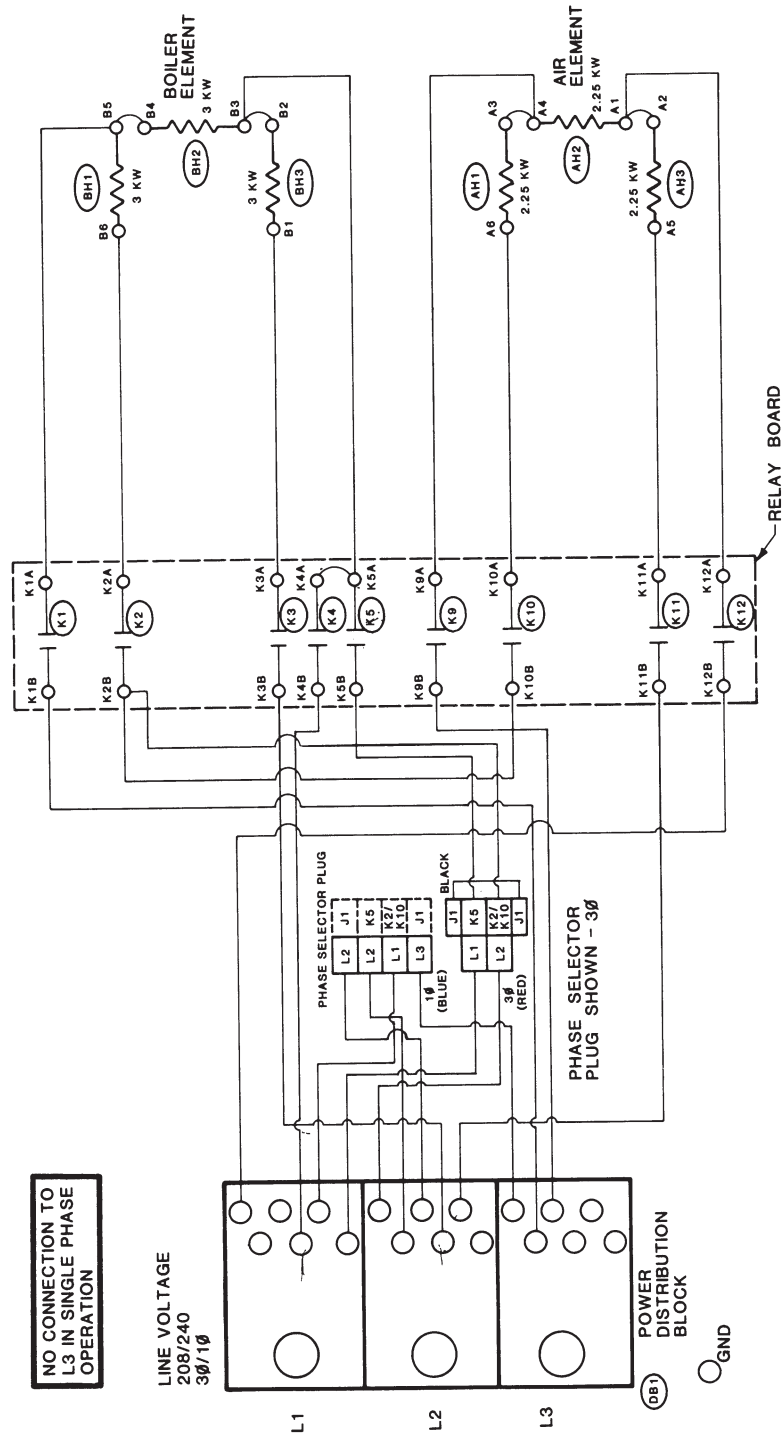 NO CONNECTION TO
L3 IN SINGLE PHASE
OPERATION
LINE VOLTAGE
208/240
3Ø/1Ø
L1
L2
L3
DB1
POWER
DISTRIBUTION
BLOCK
GND
PHASE SELECTOR PLUG
L2
J1
L2
K5
L1
K2/
K10
L3
J1
1Ø
(BLUE)
BLACK
J1
L1
K5
L2
K2/
K10
J1
3Ø
(RED)
PHASE SELECTOR
PLUG SHOWN - 3Ø
K1B
K1
K1A
K2B
K2
K2A
K3B
K3
K3A
K4B
K4
K4A
K5B
K5
K5A
K9B
K9
K9A
K10B
K10
K10A
K11B
K11
K11A
K12B
K12
K12A
RELAY BOARD
BOILER
ELEMENT
3 KW
B5
B4
BH1
3 KW
B6
BH2
B3
B2
3 KW
BH3
B1
AIR
ELEMENT
2.25 KW
A3
A4
AH1
2.25 KW
A6
AH2
A1
A2
2.25 KW
AH3
A5